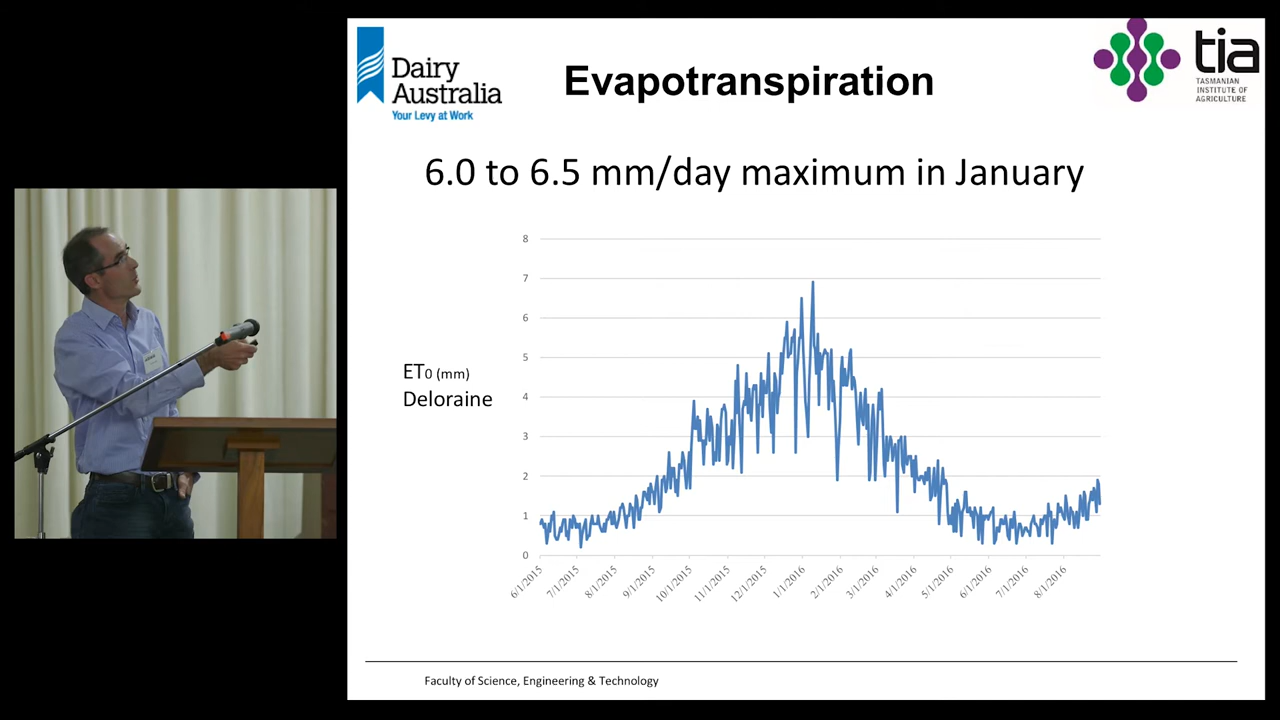 Dairy
Australia
Your Levy at Work
Evapotranspiration
tia
TASMANIAN
INSTITUTE OF
AGRICULTURE
6.0 to 6.5 mm/day maximum in January
8
7
6
5
4
3
2
1
0
ET0 (mm)
Deloraine
6/1/2015
7/1/2015
8/1/2015
9/1/2015
10/1/2015
11/1/2015
12/1/2015
1/1/2016
2/1/2016
3/1/2016
4/1/2016
5/1/2016
6/1/2016
7/1/2016
8/1/2016
Faculty of Science, Engineering & Technology